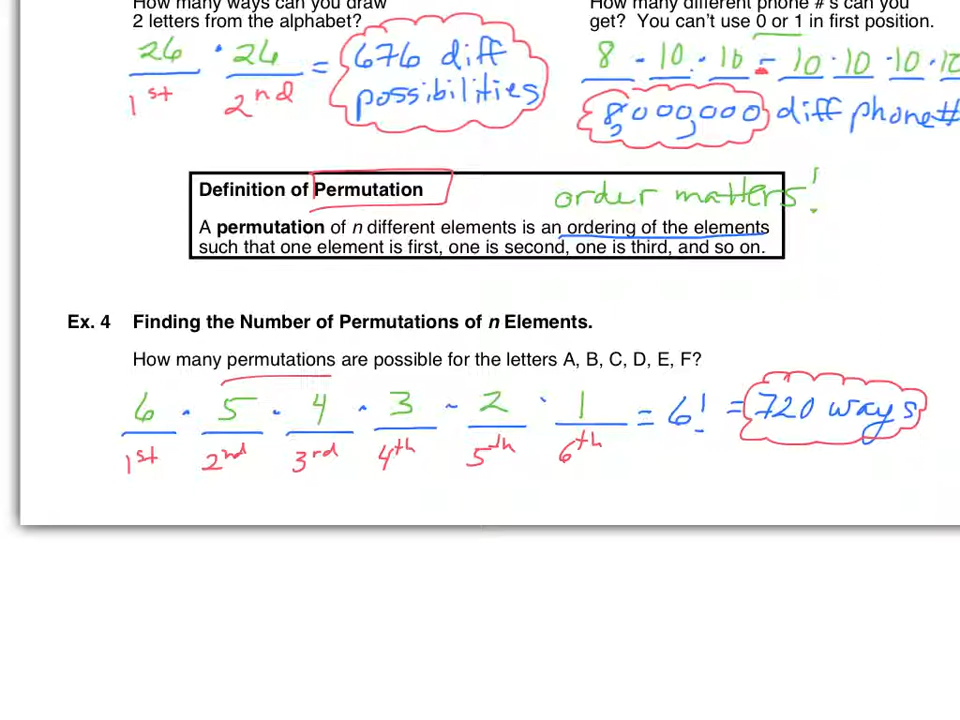 How many ways can you draw
2 letters from the alphabet?
26 · 26 = 676 diff possibilities
1st 2nd
How many different phone #'s can you
get? You can't use 0 or 1 in first position.
8 - 10 · 10 - 10 · 10 · 10 · 10
8,000,000 diff phone #
Definition of Permutation
order matters!
A permutation of n different elements is an ordering of the elements
such that one element is first, one is second, one is third, and so on.
Ex. 4 Finding the Number of Permutations of n Elements.
How many permutations are possible for the letters A, B, C, D, E, F?
6 · 5 · 4 · 3 · 2 · 1 = 6! = 720 ways
1st 2nd 3rd 4th 5th 6th